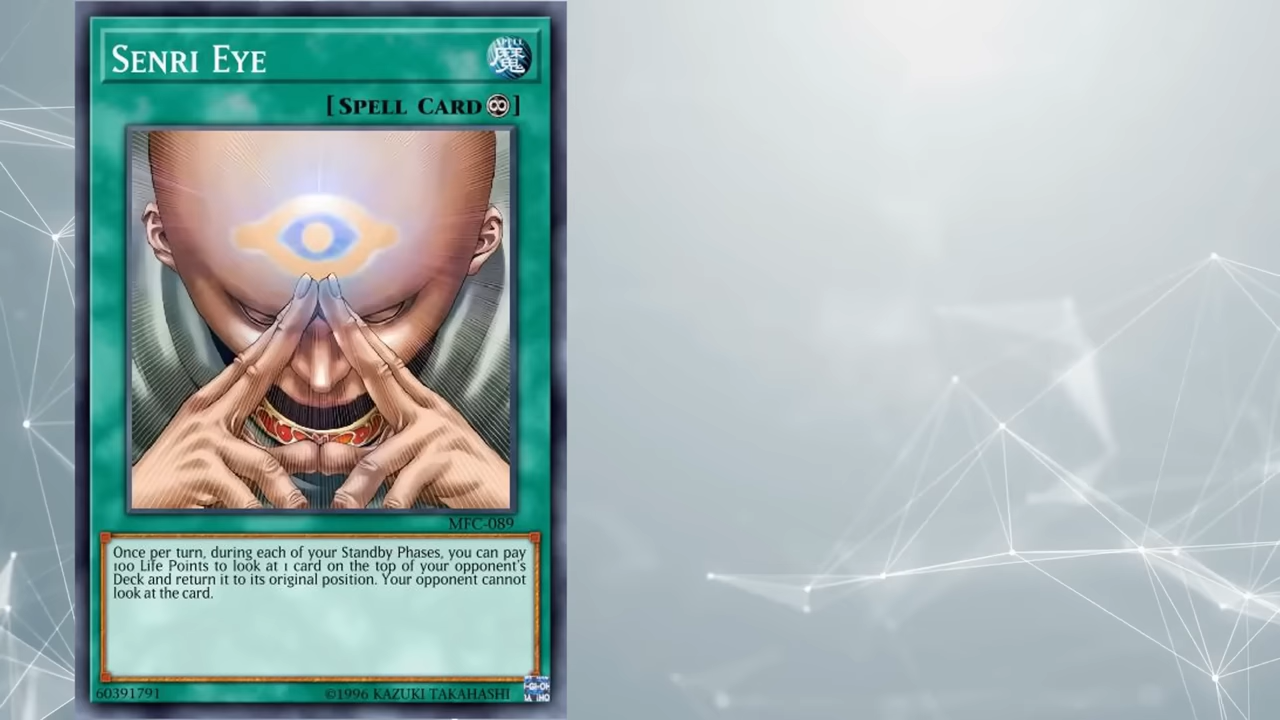 Senri Eye
SPELL
魔
[Spell Card]
MFC-089
Once per turn, during each of your Standby Phases, you can pay
100 Life Points to look at 1 card on the top of your opponent's
Deck and return it to its original position. Your opponent cannot
look at the card.
60391791
©1996 KAZUKI TAKAHASHI